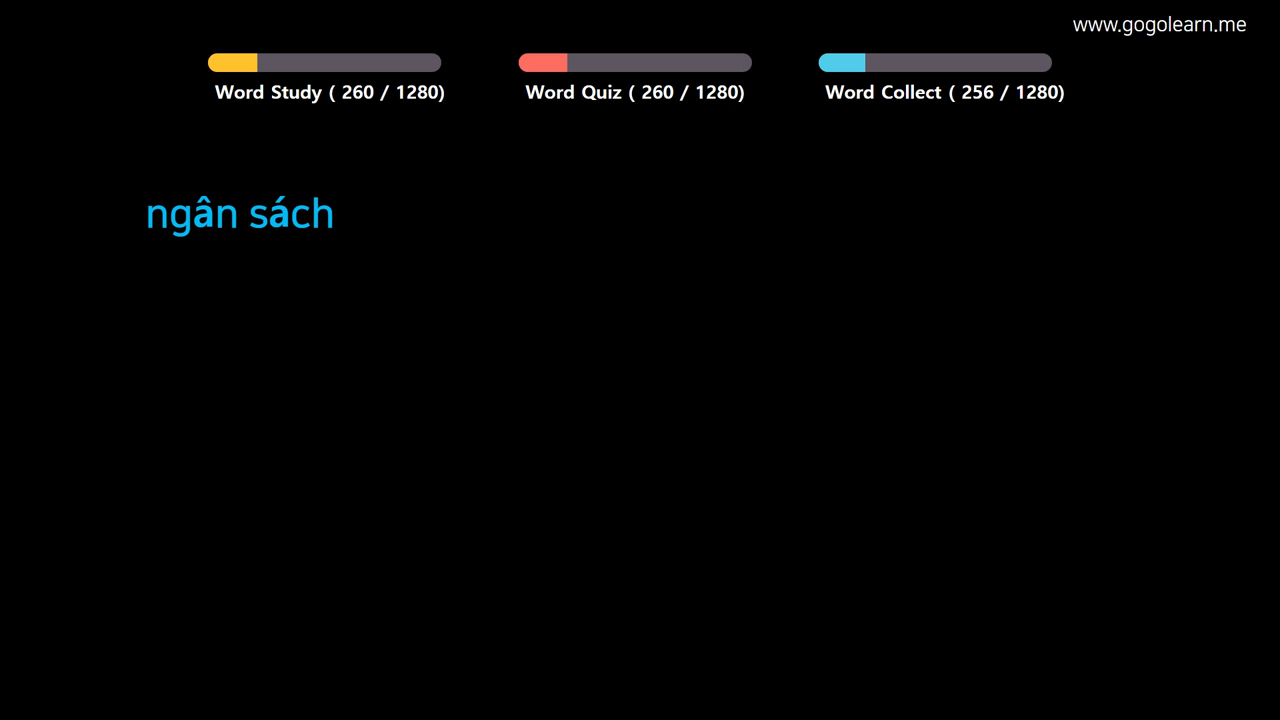 www.gogolearn.me
Word Study ( 260 / 1280)
Word Quiz ( 260 / 1280)
Word Collect ( 256 / 1280)
ngân sách